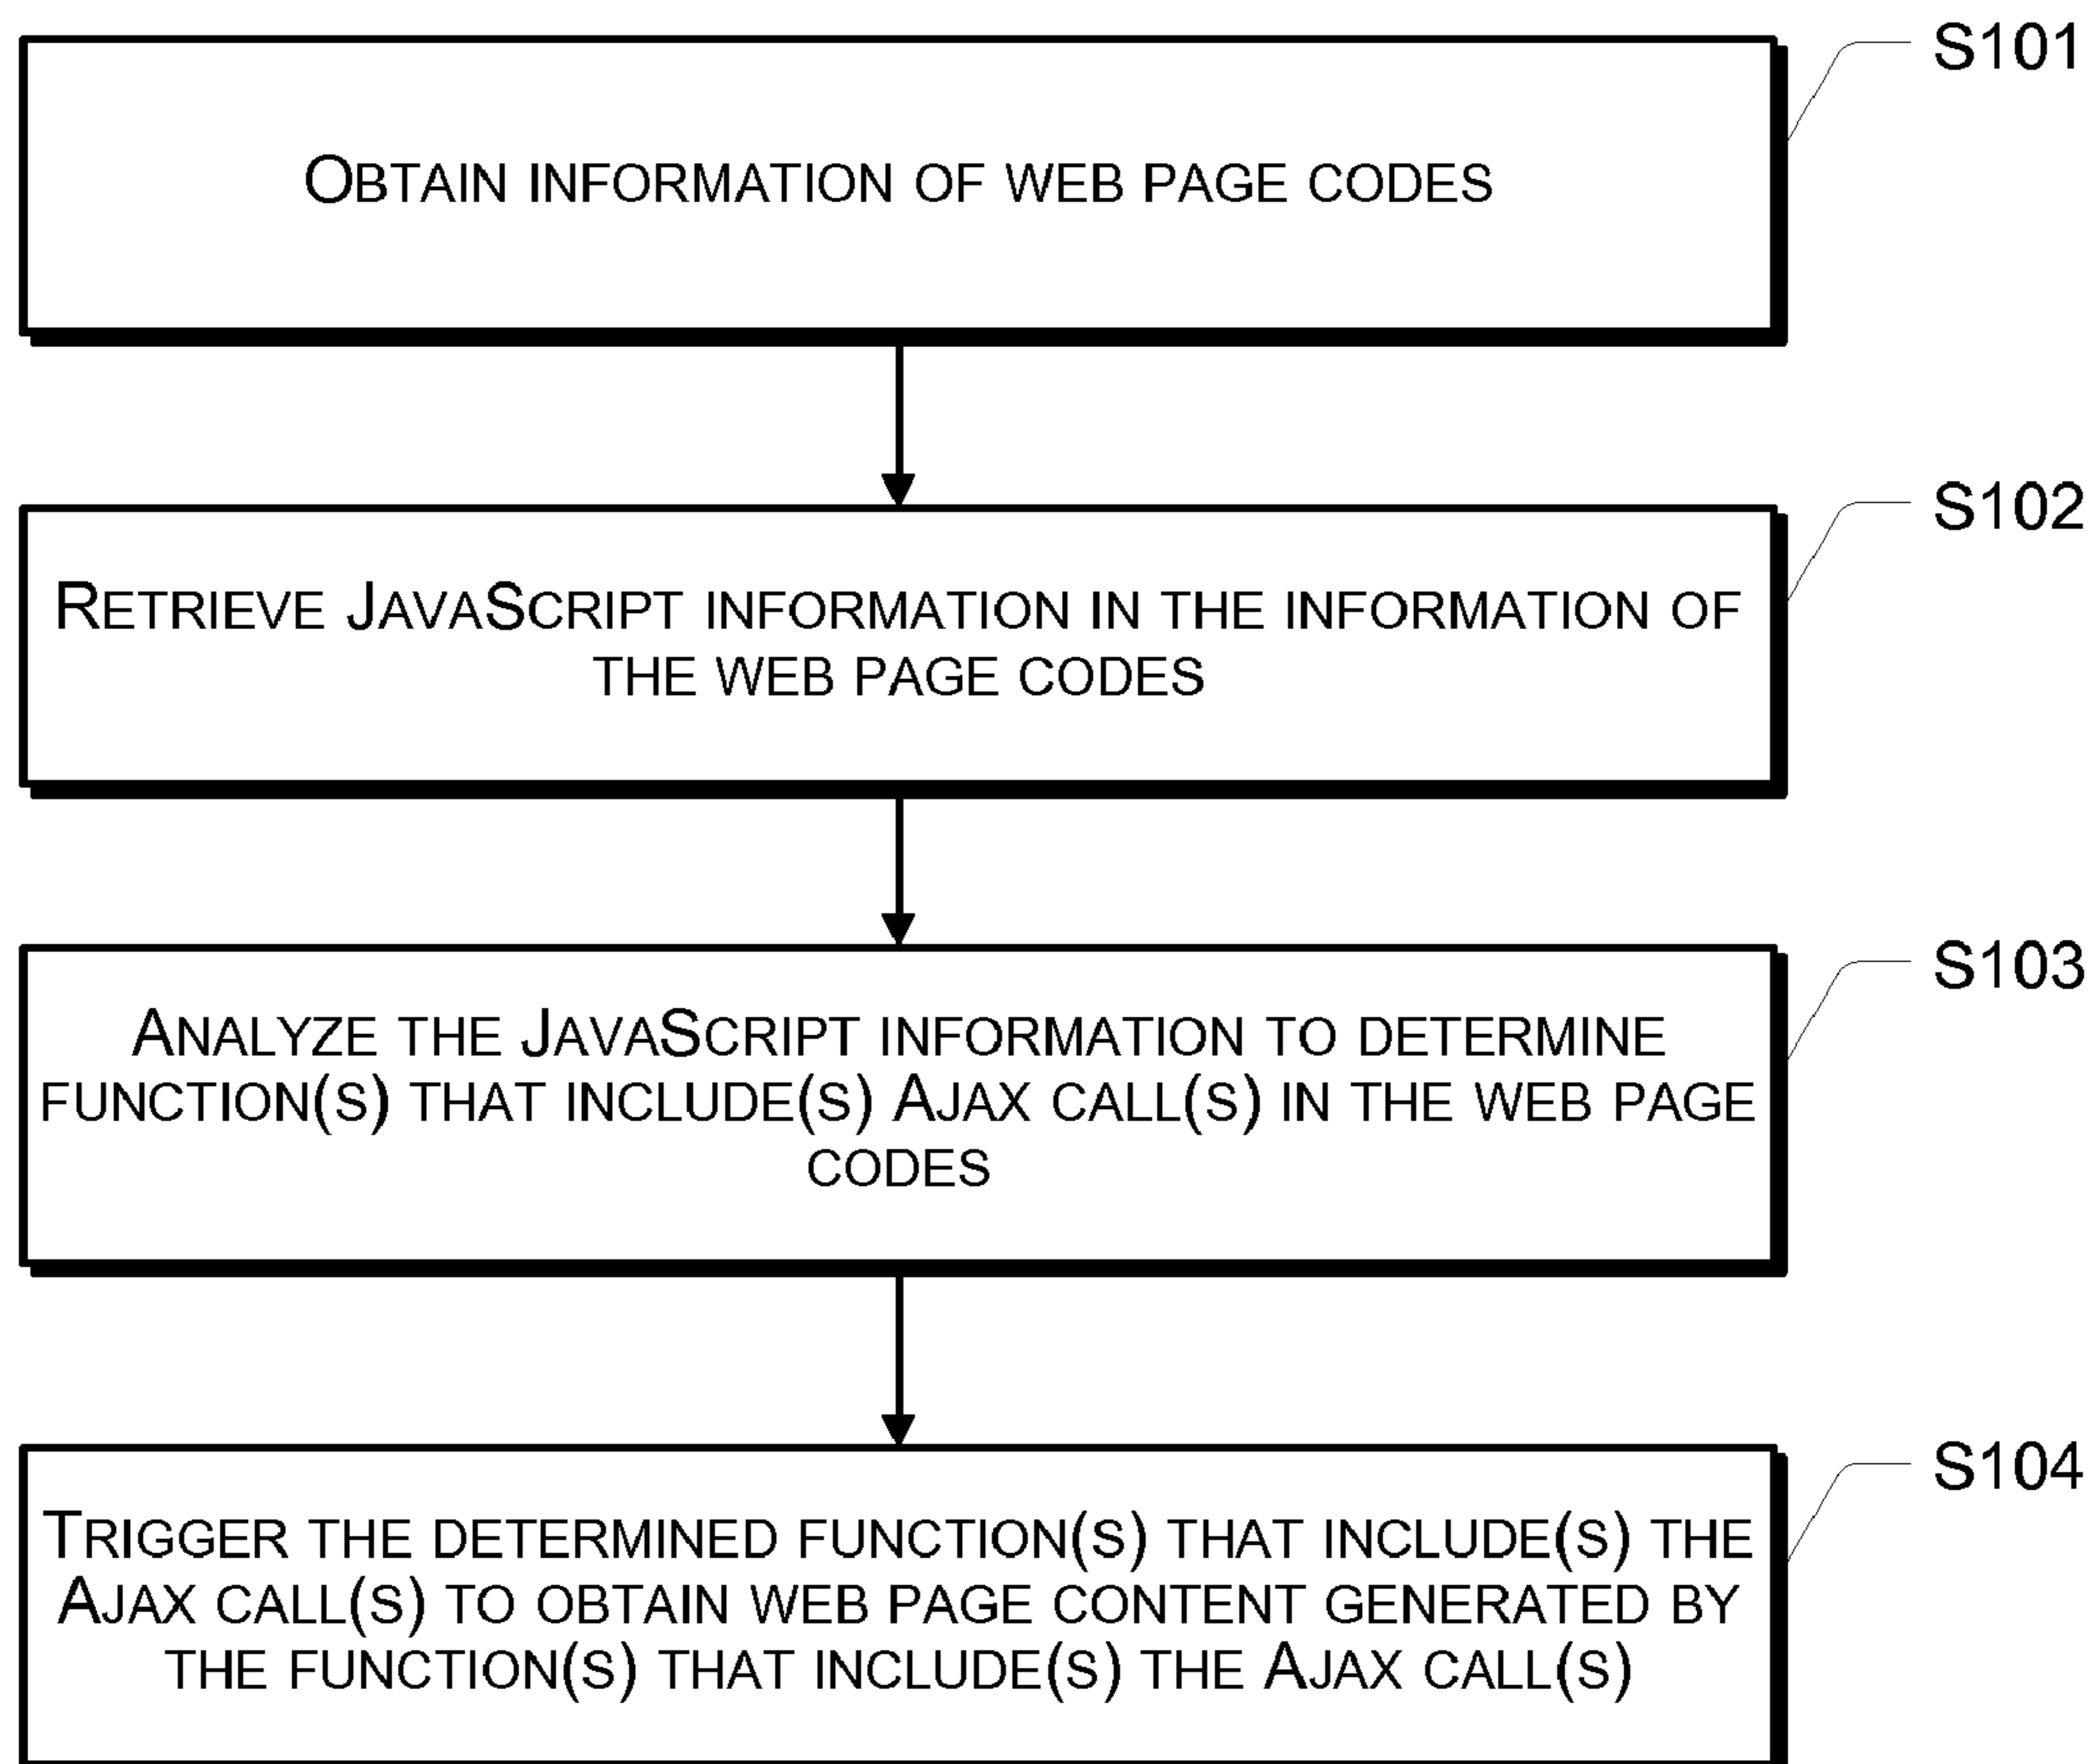 S101
OBTAIN INFORMATION OF WEB PAGE CODES
S102
RETRIEVE JAVASCRIPT INFORMATION IN THE INFORMATION OF
THE WEB PAGE CODES
S103
ANALYZE THE JAVASCRIPT INFORMATION TO DETERMINE
FUNCTION(S) THAT INCLUDE(S) AJAX CALL(S) IN THE WEB PAGE
CODES
S104
TRIGGER THE DETERMINED FUNCTION(S) THAT INCLUDE(S) THE
AJAX CALL(S) TO OBTAIN WEB PAGE CONTENT GENERATED BY
THE FUNCTION(S) THAT INCLUDE(S) THE AJAX CALL(S)